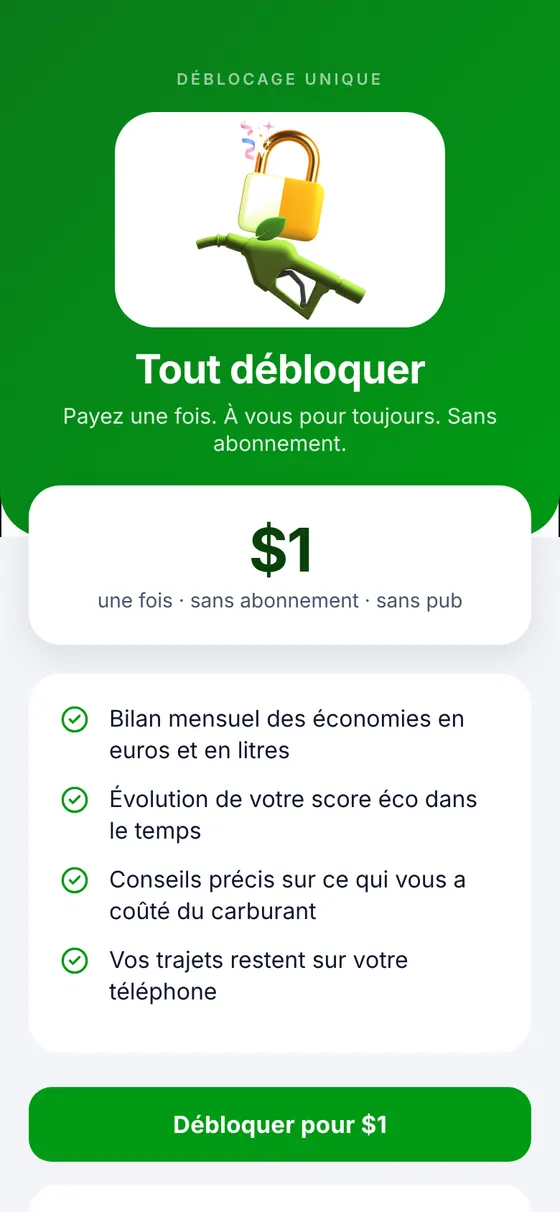 DÉBLOCAGE UNIQUE
Tout débloquer
Payez une fois. À vous pour toujours. Sans
abonnement.
$1
une fois · sans abonnement · sans pub
Bilan mensuel des économies en
euros et en litres
Évolution de votre score éco dans
le temps
Conseils précis sur ce qui vous a
coûté du carburant
Vos trajets restent sur votre
téléphone
Débloquer pour $1